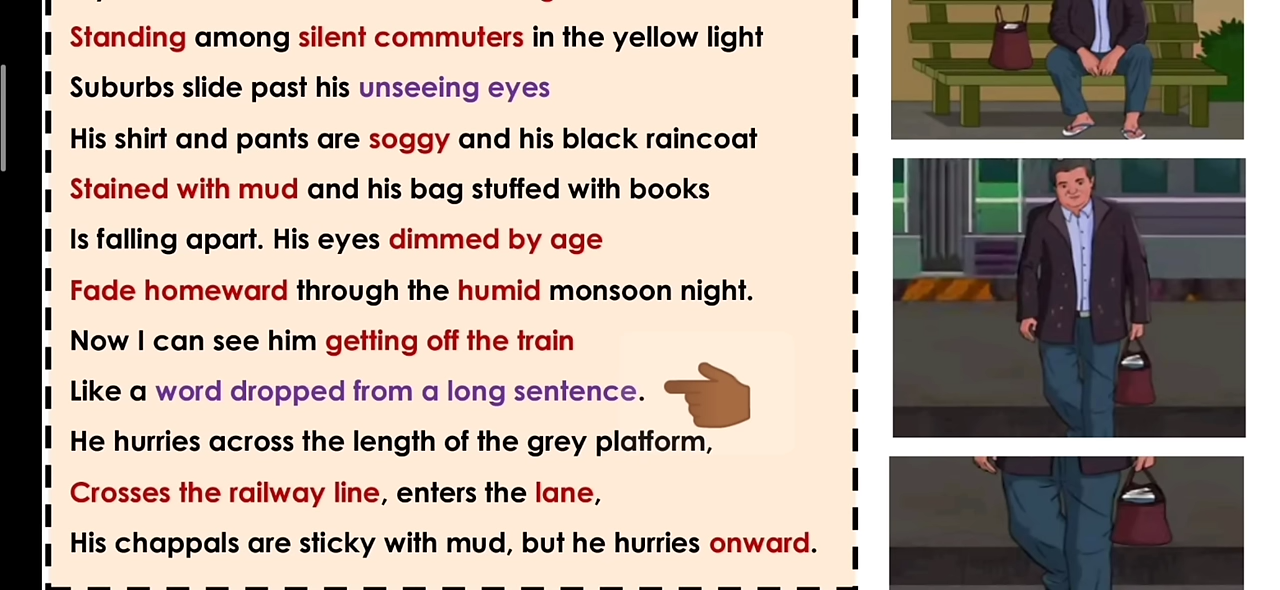 Standing among silent commuters in the yellow light
Suburbs slide past his unseeing eyes
His shirt and pants are soggy and his black raincoat
Stained with mud and his bag stuffed with books
Is falling apart. His eyes dimmed by age
Fade homeward through the humid monsoon night.
Now I can see him getting off the train
Like a word dropped from a long sentence.
He hurries across the length of the grey platform,
Crosses the railway line, enters the lane,
His chappals are sticky with mud, but he hurries onward.